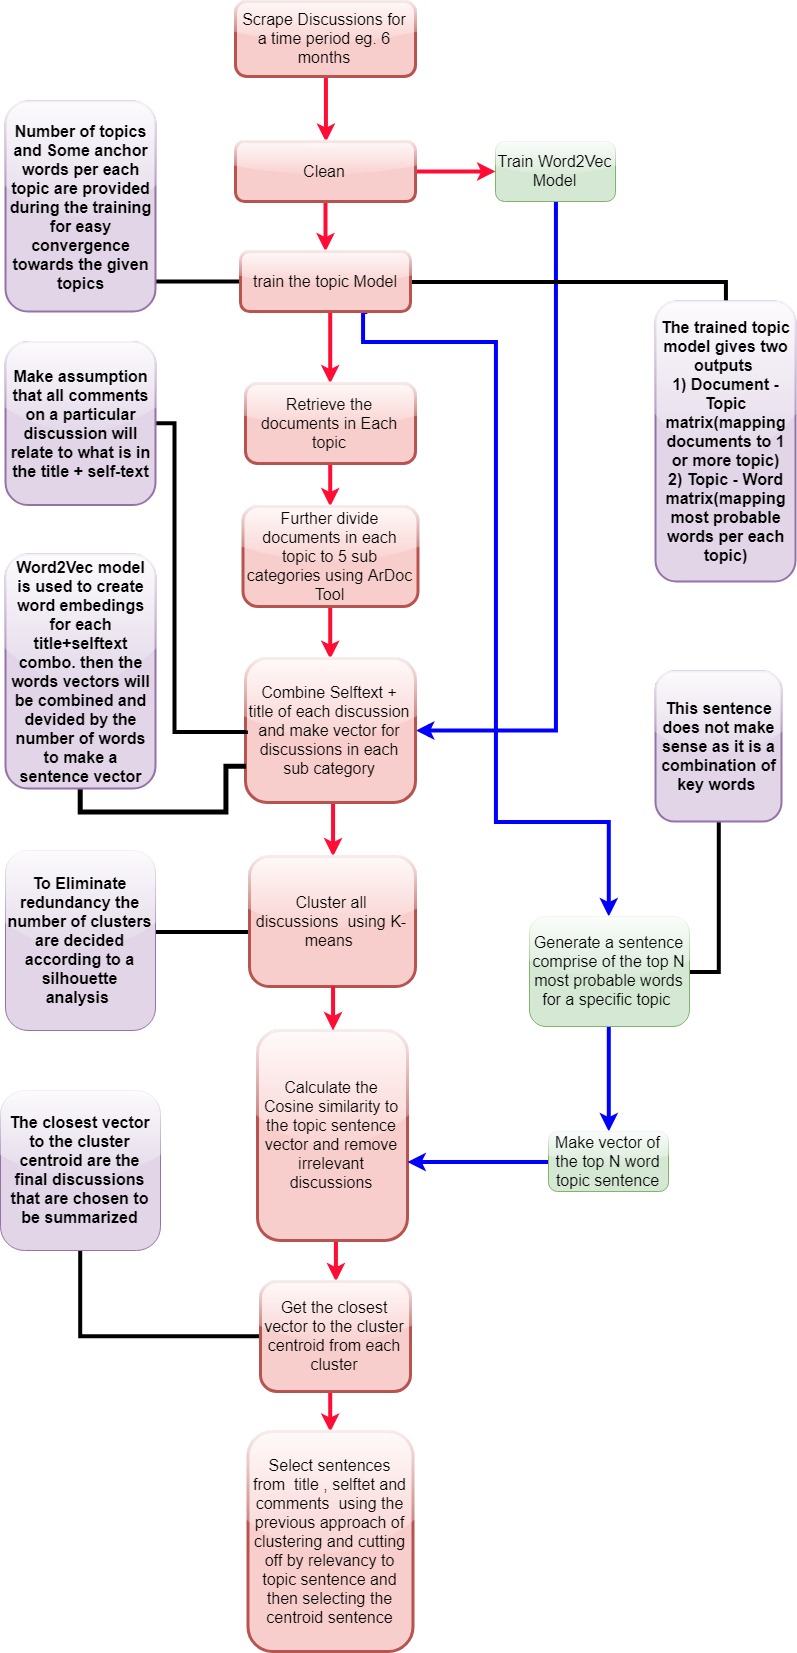 Scrape Discussions for
a time period eg. 6
months
Number of topics
and Some anchor
words per each
topic are provided
during the training
for easy
convergence
towards the given
topics
Clean
Train Word2Vec
Model
train the topic Model
The trained topic
model gives two
outputs
1) Document -
Topic
matrix(mapping
documents to 1
or more topic)
2) Topic - Word
matrix(mapping
most probable
words per each
topic)
Make assumption
that all comments
on a particular
discussion will
relate to what is in
the title + self-text
Retrieve the
documents in Each
topic
Further divide
documents in each
topic to 5 sub
categories using ArDoc
Tool
Word2Vec model
is used to create
word embedings
for each
title+selftext
combo. then the
words vectors will
be combined and
devided by the
number of words
to make a
sentence vector
Combine Selftext +
title of each discussion
and make vector for
discussions in each
sub category
This sentence
does not make
sense as it is a
combination of
key words
To Eliminate
redundancy the
number of clusters
are decided
according to a
silhouette
analysis
Cluster all
discussions  using K-
means
Generate a sentence
comprise of the top N
most probable words
for a specific topic
Calculate the
Cosine similarity to
the topic sentence
vector and remove
irrelevant
discussions
Make vector of
the top N word
topic sentence
The closest vector
to the cluster
centroid are the
final discussions
that are chosen to
be summarized
Get the closest
vector to the cluster
centroid from each
cluster
Select sentences
from  title , selftet and
comments  using the
previous approach of
clustering and cutting
off by relevancy to
topic sentence and
then selecting the
centroid sentence